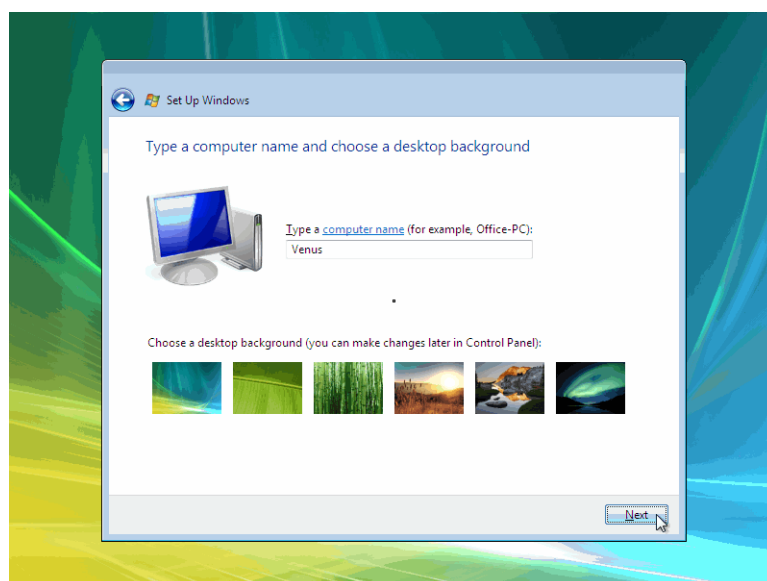 Set Up Windows
Type a computer name and choose a desktop background
Type a computer name (for example, Office-PC):
Venus
Choose a desktop background (you can make changes later in Control Panel):
Next